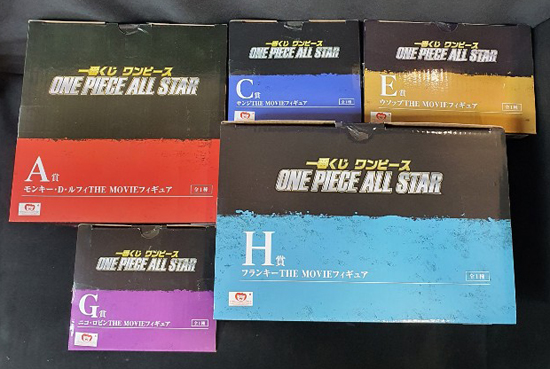 一番くじ ワンピース
ONE PIECE ALL STAR
A賞
モンキー・D・ルフィTHE MOVIEフィギュア
全1種
一番くじ ワンピース
ONE PIECE ALL STAR
C賞
サンジTHE MOVIEフィギュア
全1種
一番くじ ワンピース
ONE PIECE ALL STAR
E賞
ウソップTHE MOVIEフィギュア
全1種
一番くじ ワンピース
ONE PIECE ALL STAR
G賞
ニコ・ロビンTHE MOVIEフィギュア
全1種
一番くじ ワンピース
ONE PIECE ALL STAR
H賞
フランキーTHE MOVIEフィギュア
全1種